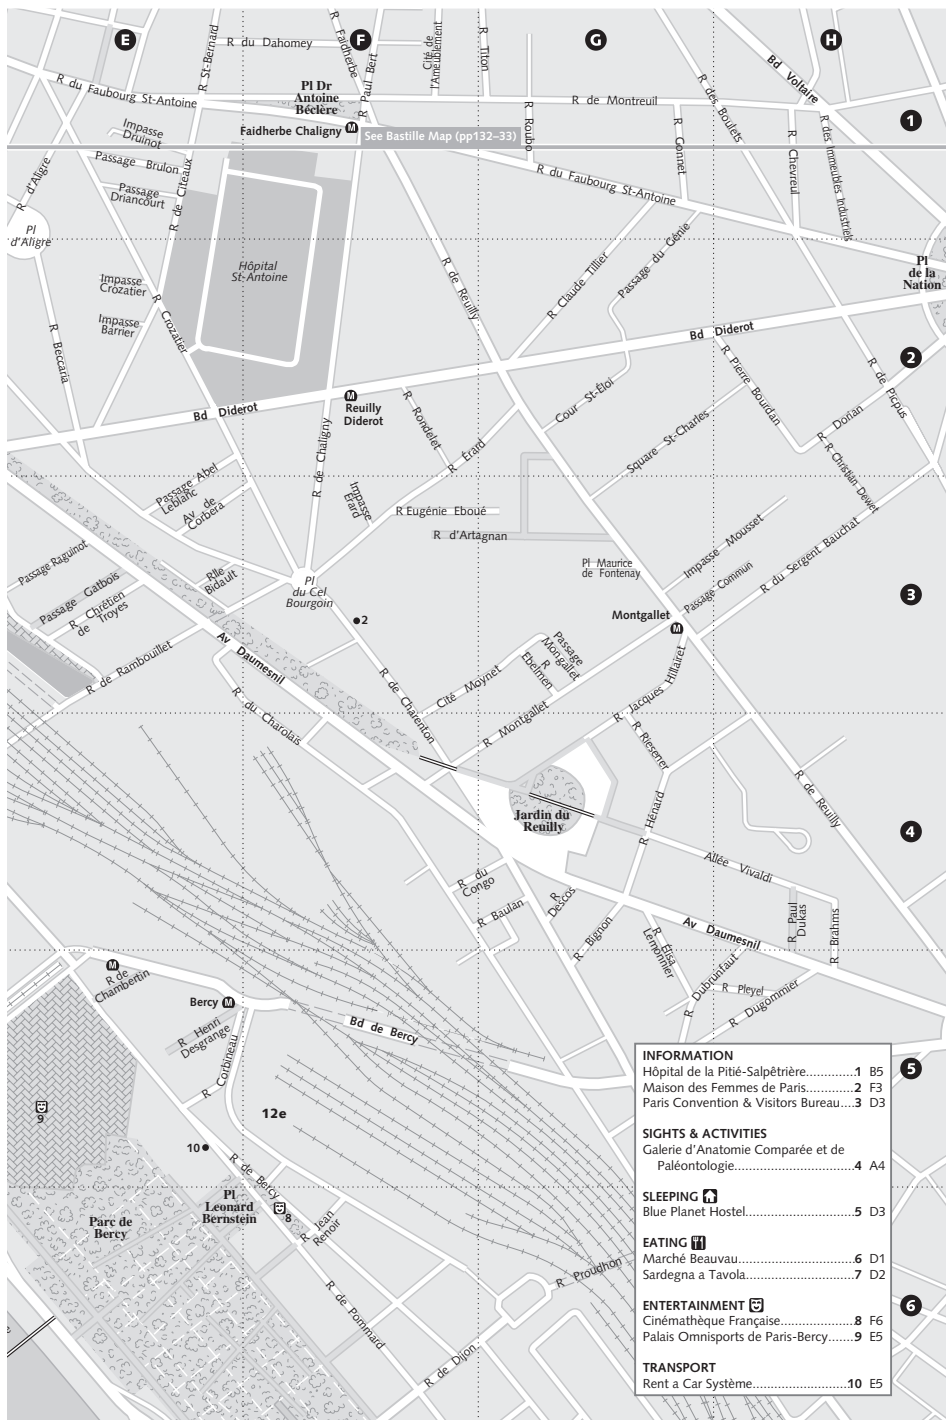 E
F
G
H
R du Dahomey
R St-Bernard
R Faidherbe
R Paul Bert
Cité de
l'Ameublement
R Titon
Bd Voltaire
R du Faubourg St-Antoine
Pl Dr
Antoine
Béclère
R de Montreuil
R des Boulets
1
Faidherbe Chaligny M
See Bastille Map (pp132–33)
R Roubo
R Gonnet
R Chevreul
R des Immeubles Industriels
Impasse
Druinot
Passage Brulon
Passage
Driancourt
R de Cîteaux
R d'Aligre
Pl
d'Aligre
R du Faubourg St-Antoine
Hôpital
St-Antoine
R de Reuilly
R Claude Tillier
Passage du Génie
Pl
de la
Nation
Impasse
Crozatier
Impasse
Barrier
R Crozatier
R Beccaria
Bd Diderot
2
M
Reuilly
Diderot
Bd Diderot
R Rondelet
R de Chaligny
Cour St-Éloi
R Pierre Bourdan
R de Picpus
R Dorian
Square St-Charles
R Érard
R Christian Dewet
Passage Abel
Leblanc
Av de
Corbera
Impasse
Érard
R Eugénie Eboué
R d'Artagnan
Impasse Mousset
R du Sergent Bauchat
Passage Raguinot
Passage Gatbois
R Chrétien
de Troyes
Rlle
Bidault
Pl
du Cel
Bourgoin
Pl Maurice
de Fontenay
Passage Commun
3
2
Montgallet
M
Av Daumesnil
R de Rambouillet
R du Charolais
R de Charenton
Cité Moynet
Passage
Montgallet
R
Ebelmen
R Montgallet
R Jacques Hillairet
R Riesener
R de Reuilly
Jardin du
Reuilly
R Hénard
4
Allée Vivaldi
R du
Congo
R Baulan
R
Descos
R Bignon
R Élisa
Lemonnier
Av Daumesnil
R Paul
Dukas
R Brahms
M
R de
Chambertin
Bercy M
R Henri
Desgrange
Bd de Bercy
R Dubrunfaut
R Pleyel
R Dugommier
R Corbineau
5
9
12e
10
R de Bercy
Parc de
Bercy
Pl
Leonard
Bernstein
8
R Jean
Renoir
R Proudhon
R de Pommard
R de Dijon
6
INFORMATION
Hôpital de la Pitié-Salpêtrière.............1 B5
Maison des Femmes de Paris.............2 F3
Paris Convention & Visitors Bureau....3 D3
SIGHTS & ACTIVITIES
Galerie d'Anatomie Comparée et de
Paléontologie................................4 A4
SLEEPING
Blue Planet Hostel.............................5 D3
EATING
Marché Beauvau................................6 D1
Sardegna a Tavola.............................7 D2
ENTERTAINMENT
Cinémathèque Française....................8 F6
Palais Omnisports de Paris-Bercy.......9 E5
TRANSPORT
Rent a Car Système..........................10 E5